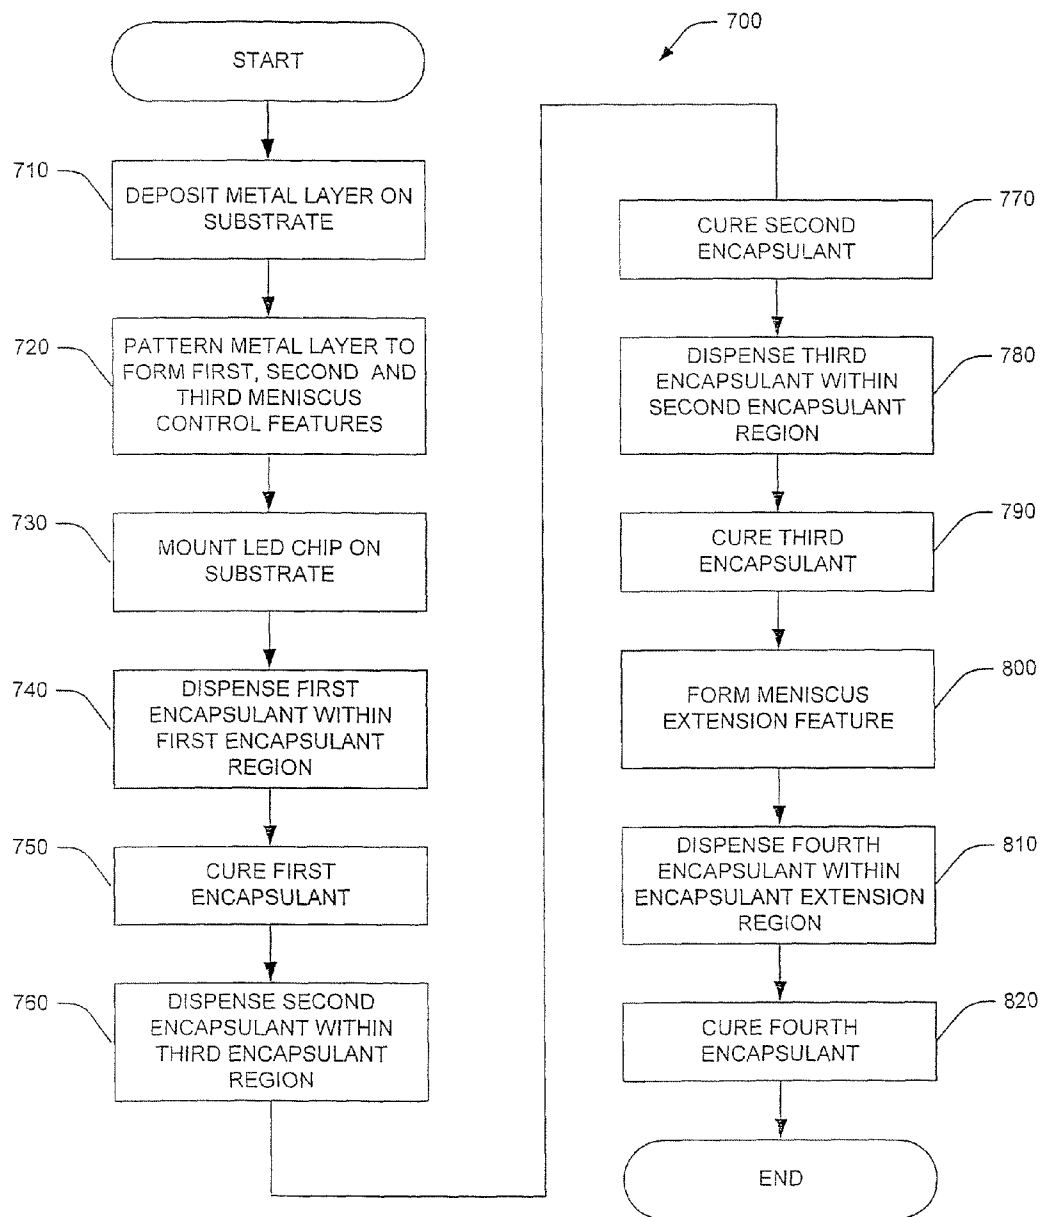 START
700
710
DEPOSIT METAL LAYER ON
SUBSTRATE
720
PATTERN METAL LAYER TO
FORM FIRST, SECOND AND
THIRD MENISCUS
CONTROL FEATURES
730
MOUNT LED CHIP ON
SUBSTRATE
740
DISPENSE FIRST
ENCAPSULANT WITHIN
FIRST ENCAPSULANT
REGION
750
CURE FIRST
ENCAPSULANT
760
DISPENSE SECOND
ENCAPSULANT WITHIN
THIRD ENCAPSULANT
REGION
770
CURE SECOND
ENCAPSULANT
780
DISPENSE THIRD
ENCAPSULANT WITHIN
SECOND ENCAPSULANT
REGION
790
CURE THIRD
ENCAPSULANT
800
FORM MENISCUS
EXTENSION FEATURE
810
DISPENSE FOURTH
ENCAPSULANT WITHIN
ENCAPSULANT EXTENSION
REGION
820
CURE FOURTH
ENCAPSULANT
END